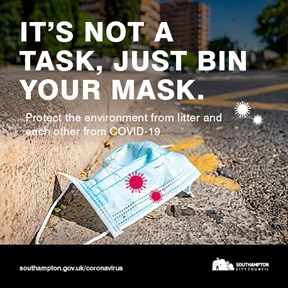 IT’S NOT A
TASK, JUST BIN
YOUR MASK.
Protect the environment from litter and
each other from COVID-19
southampton.gov.uk/coronavirus
SOUTHAMPTON
CITY COUNCIL